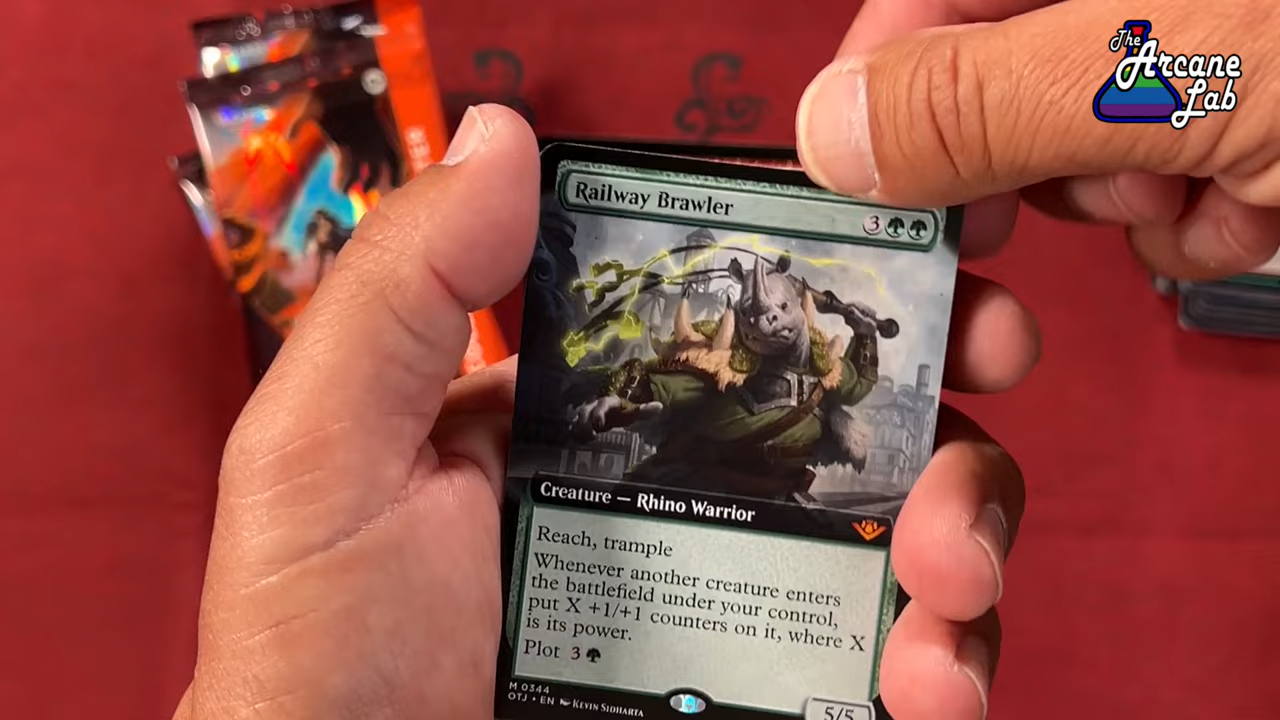 The
Arcane
Lab
Railway Brawler
3
Creature — Rhino Warrior
Reach, trample
Whenever another creature enters
the battlefield under your control,
put X +1/+1 counters on it, where X
is its power.
Plot 3
M 0344
OTJ • EN KEVIN SIDHARTA
5/5